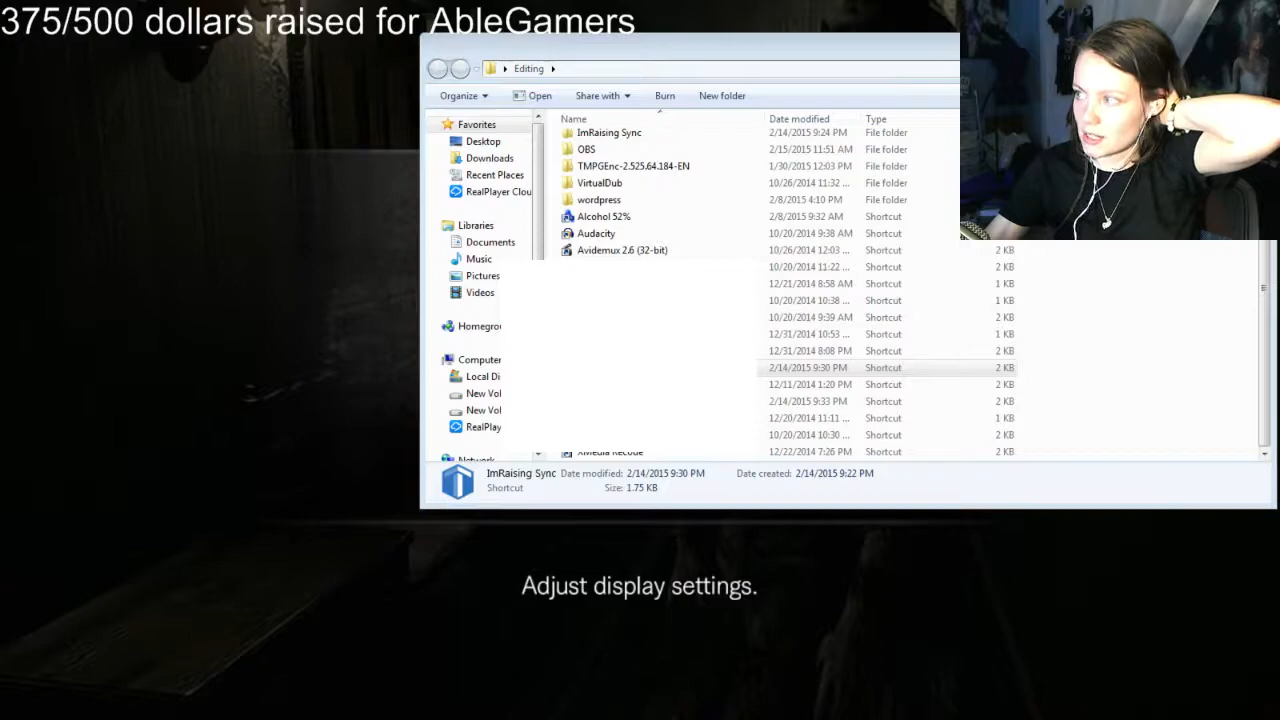 375/500 dollars raised for AbleGamers
Editing
Organize Open Share with Burn New folder
Name Date modified Type
Favorites
Desktop
Downloads
Recent Places
RealPlayer Clou
Libraries
Documents
Music
Pictures
Videos
Homegro
Computer
Local Di
New Vol
New Vol
RealPlay
Network
ImRaising Sync 2/14/2015 9:24 PM File folder
OBS 2/15/2015 11:51 AM File folder
TMPGEnc-2.525.64.184-EN 1/30/2015 12:03 PM File folder
VirtualDub 10/26/2014 11:32 ... File folder
wordpress 2/8/2015 4:10 PM File folder
Alcohol 52% 2/8/2015 9:32 AM Shortcut
Audacity 10/20/2014 9:38 AM Shortcut
Avidemux 2.6 (32-bit) 10/26/2014 12:03 ... Shortcut 2 KB
10/20/2014 11:22 ... Shortcut 2 KB
12/21/2014 8:58 AM Shortcut 1 KB
10/20/2014 10:38 ... Shortcut 1 KB
10/20/2014 9:39 AM Shortcut 2 KB
12/31/2014 10:53 ... Shortcut 1 KB
12/31/2014 8:08 PM Shortcut 2 KB
2/14/2015 9:30 PM Shortcut 2 KB
12/11/2014 1:20 PM Shortcut 2 KB
2/14/2015 9:33 PM Shortcut 2 KB
12/20/2014 11:11 ... Shortcut 1 KB
10/20/2014 10:30 ... Shortcut 2 KB
XMedia Recode 12/22/2014 7:26 PM Shortcut 2 KB
ImRaising Sync Date modified: 2/14/2015 9:30 PM Date created: 2/14/2015 9:22 PM
Shortcut Size: 1.75 KB
Adjust display settings.